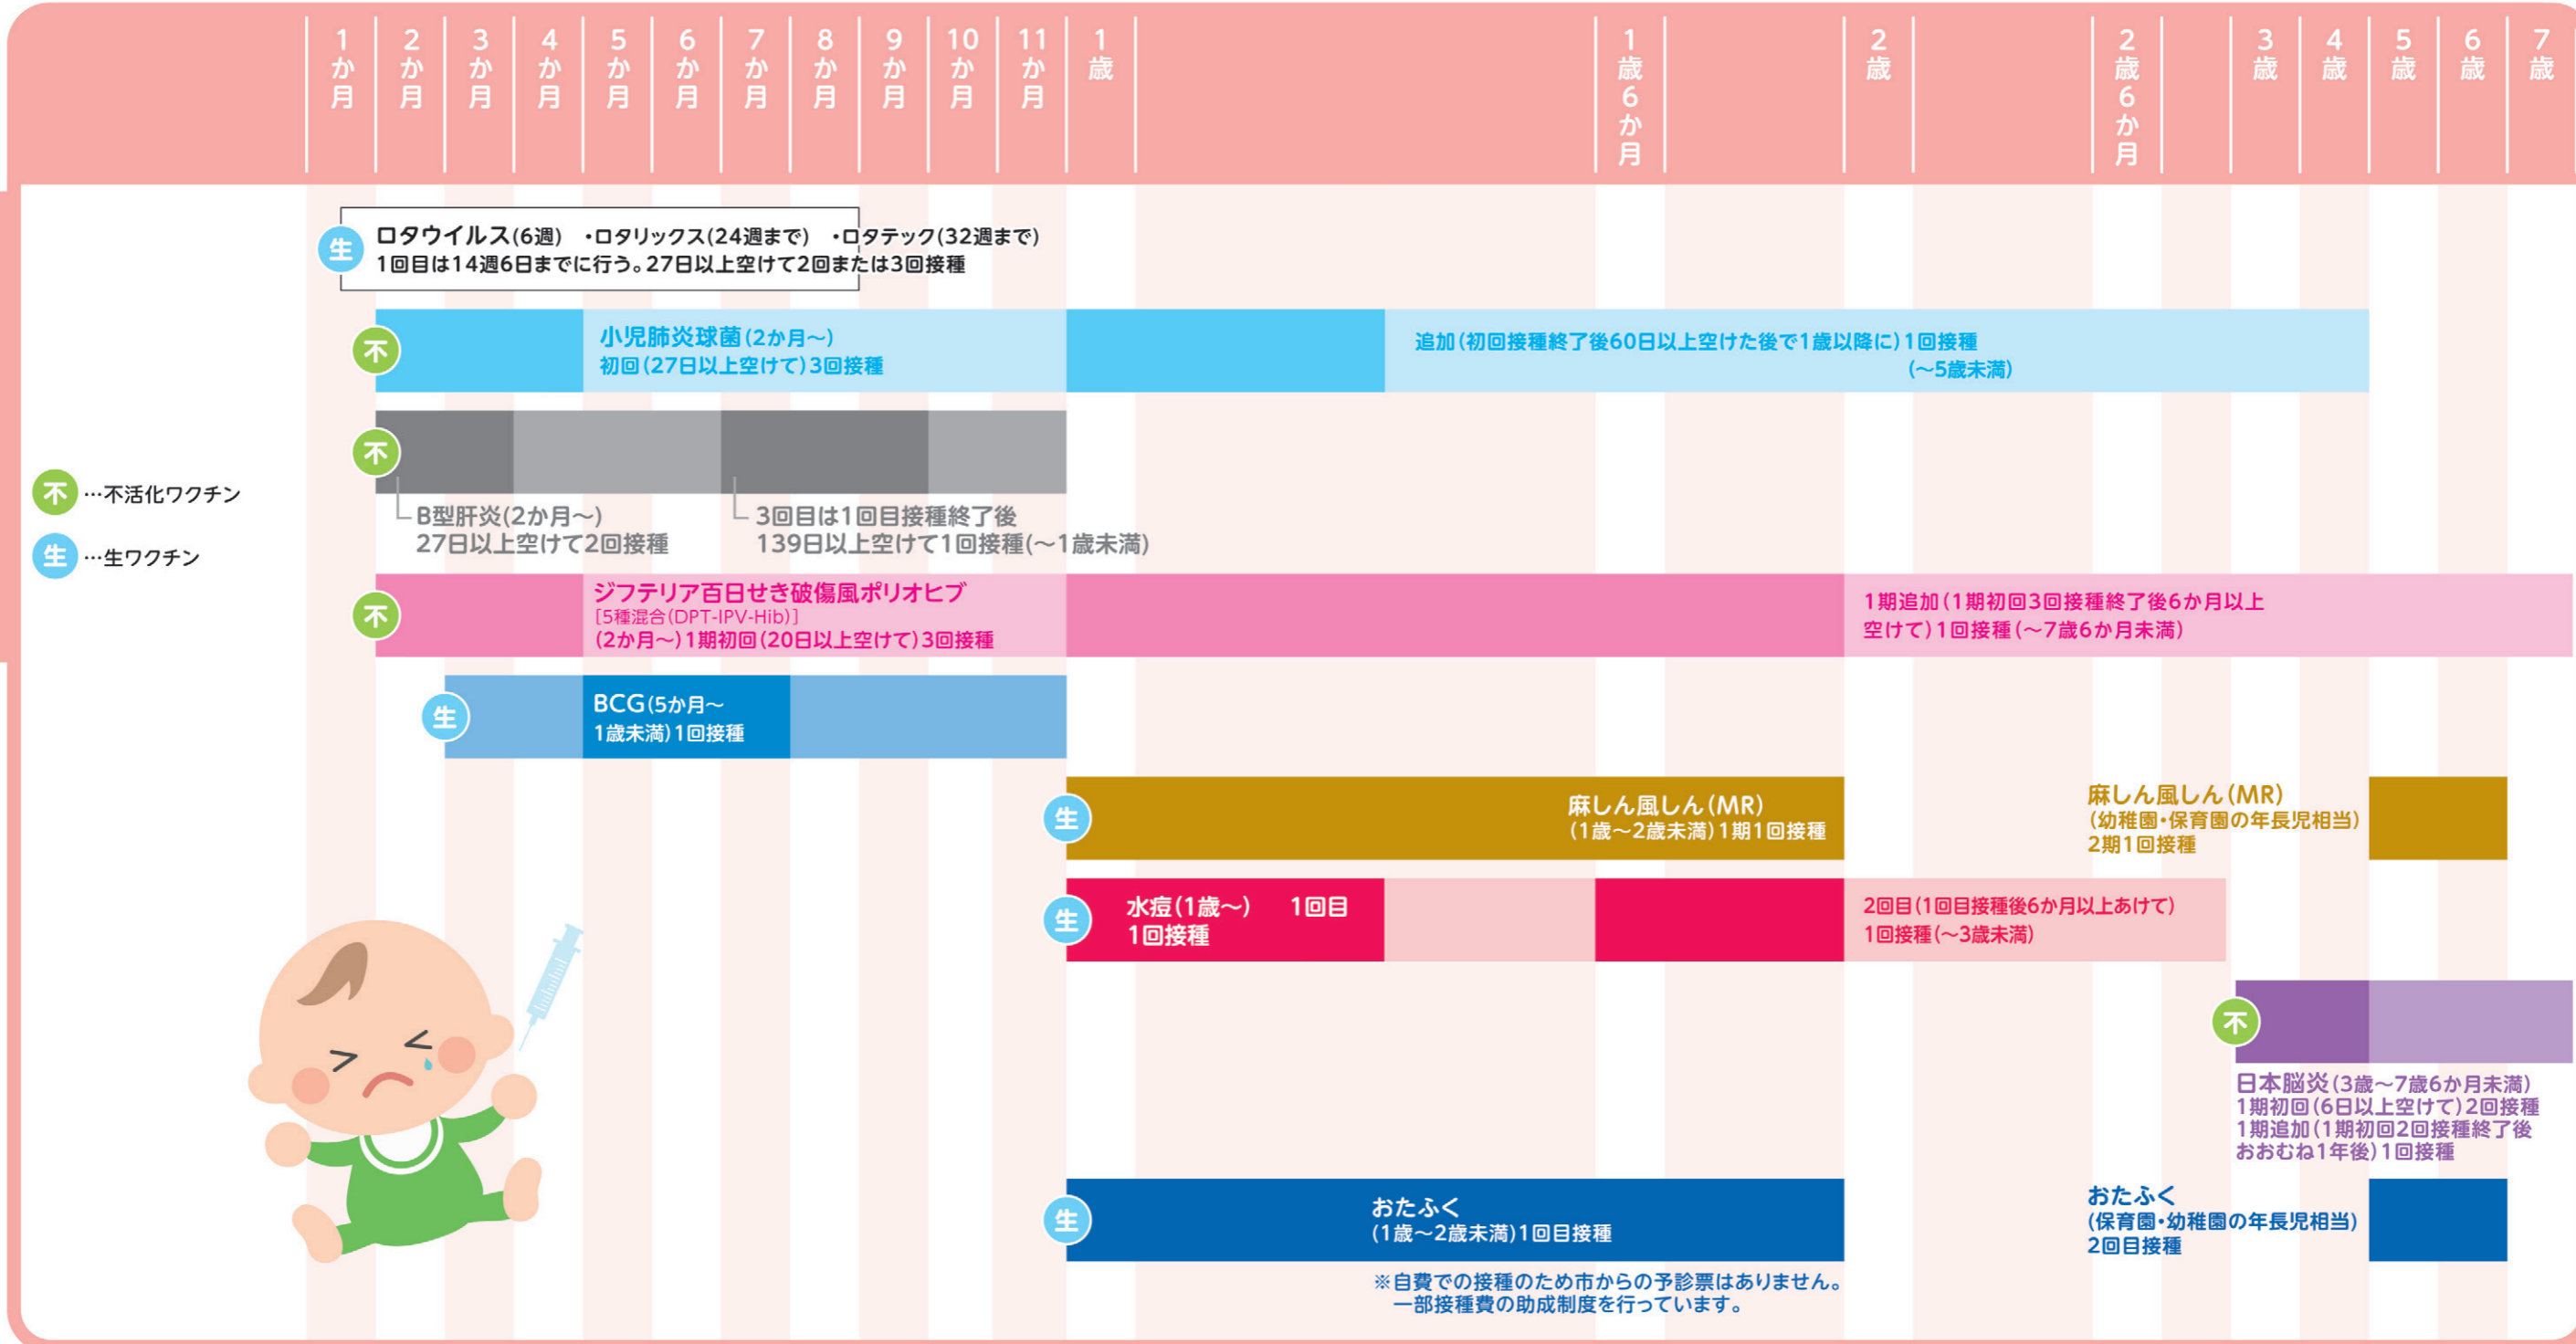 1か月
2か月
3か月
4か月
5か月
6か月
7か月
8か月
9か月
10か月
11か月
1歳
1歳6か月
2歳
2歳6か月
3歳
4歳
5歳
6歳
7歳
生
ロタウイルス(6週) ・ロタリックス(24週まで) ・ロタテック(32週まで)
1回目は14週6日までに行う。27日以上空けて2回または3回接種
不
小児肺炎球菌(2か月～)
初回(27日以上空けて)3回接種
追加(初回接種終了後60日以上空けた後で1歳以降に)1回接種
(～5歳未満)
不
B型肝炎(2か月～)
27日以上空けて2回接種
3回目は1回目接種終了後
139日以上空けて1回接種(～1歳未満)
不…不活化ワクチン
生…生ワクチン
不
ジフテリア百日せき破傷風ポリオヒブ
[5種混合(DPT-IPV-Hib)]
(2か月～)1期初回(20日以上空けて)3回接種
1期追加(1期初回3回接種終了後6か月以上
空けて)1回接種(～7歳6か月未満)
生
BCG(5か月～
1歳未満)1回接種
生
麻しん風しん(MR)
(1歳～2歳未満)1期1回接種
麻しん風しん(MR)
(幼稚園・保育園の年長児相当)
2期1回接種
生
水痘(1歳～) 1回目
1回接種
2回目(1回目接種後6か月以上あけて)
1回接種(～3歳未満)
不
日本脳炎(3歳～7歳6か月未満)
1期初回(6日以上空けて)2回接種
1期追加(1期初回2回接種終了後
おおむね1年後)1回接種
生
おたふく
(1歳～2歳未満)1回目接種
※自費での接種のため市からの予診票はありません。
一部接種費の助成制度を行っています。
おたふく
(保育園・幼稚園の年長児相当)
2回目接種